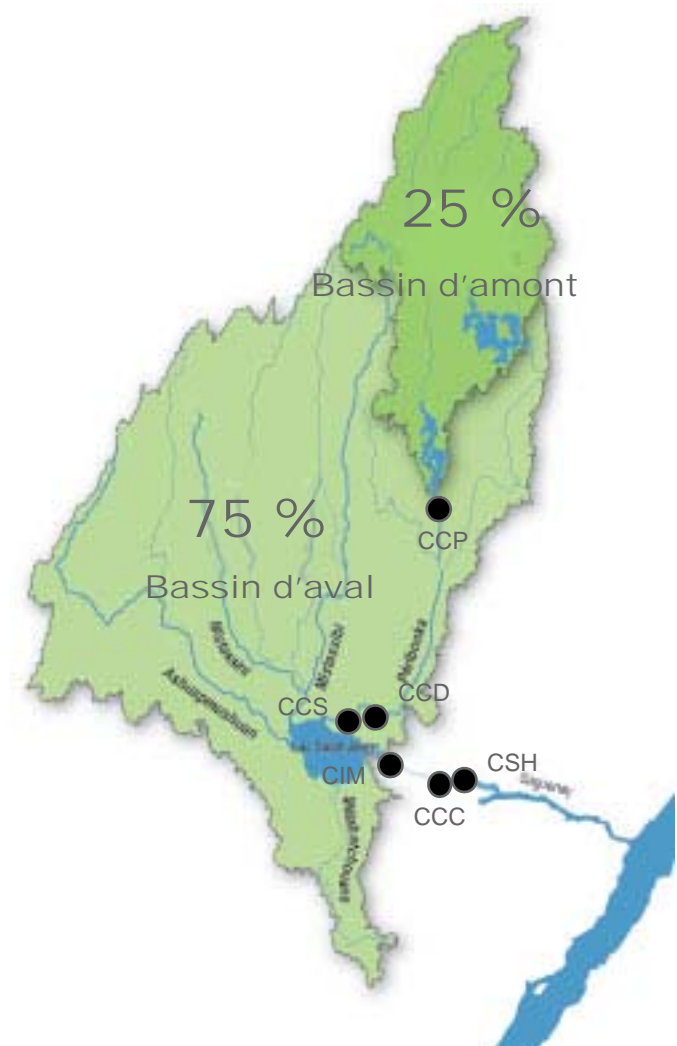 25 %
Bassin d'amont
75 %
Bassin d'aval
CCP
Mistassini
Mistassibi
Péribonka
Ashuapmushuan
CCS
CCD
Lac Saint-Jean
CIM
CSH
CCC
Saguenay